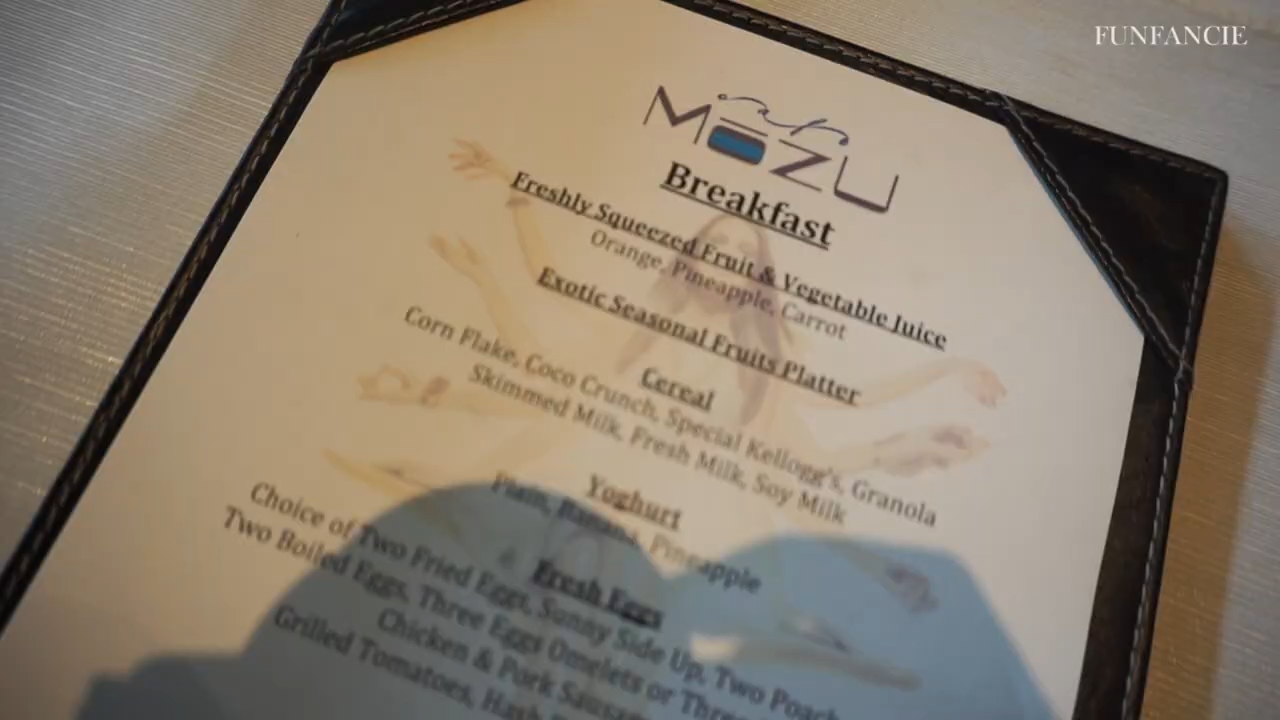 FUNFANCIE
MOZU
Breakfast
Freshly Squeezed Fruit & Vegetable Juice
Orange, Pineapple, Carrot
Exotic Seasonal Fruits Platter
Cereal
Corn Flake, Coco Crunch, Special Kellogg's, Granola
Skimmed Milk, Fresh Milk, Soy Milk
Yoghurt
Plain, Banana, Pineapple
Fresh Eggs
Choice of Two Fried Eggs, Sunny Side Up, Two Poach
Two Boiled Eggs, Three Eggs Omelets or Three
Chicken & Pork Sausa
Grilled Tomatoes, Hash